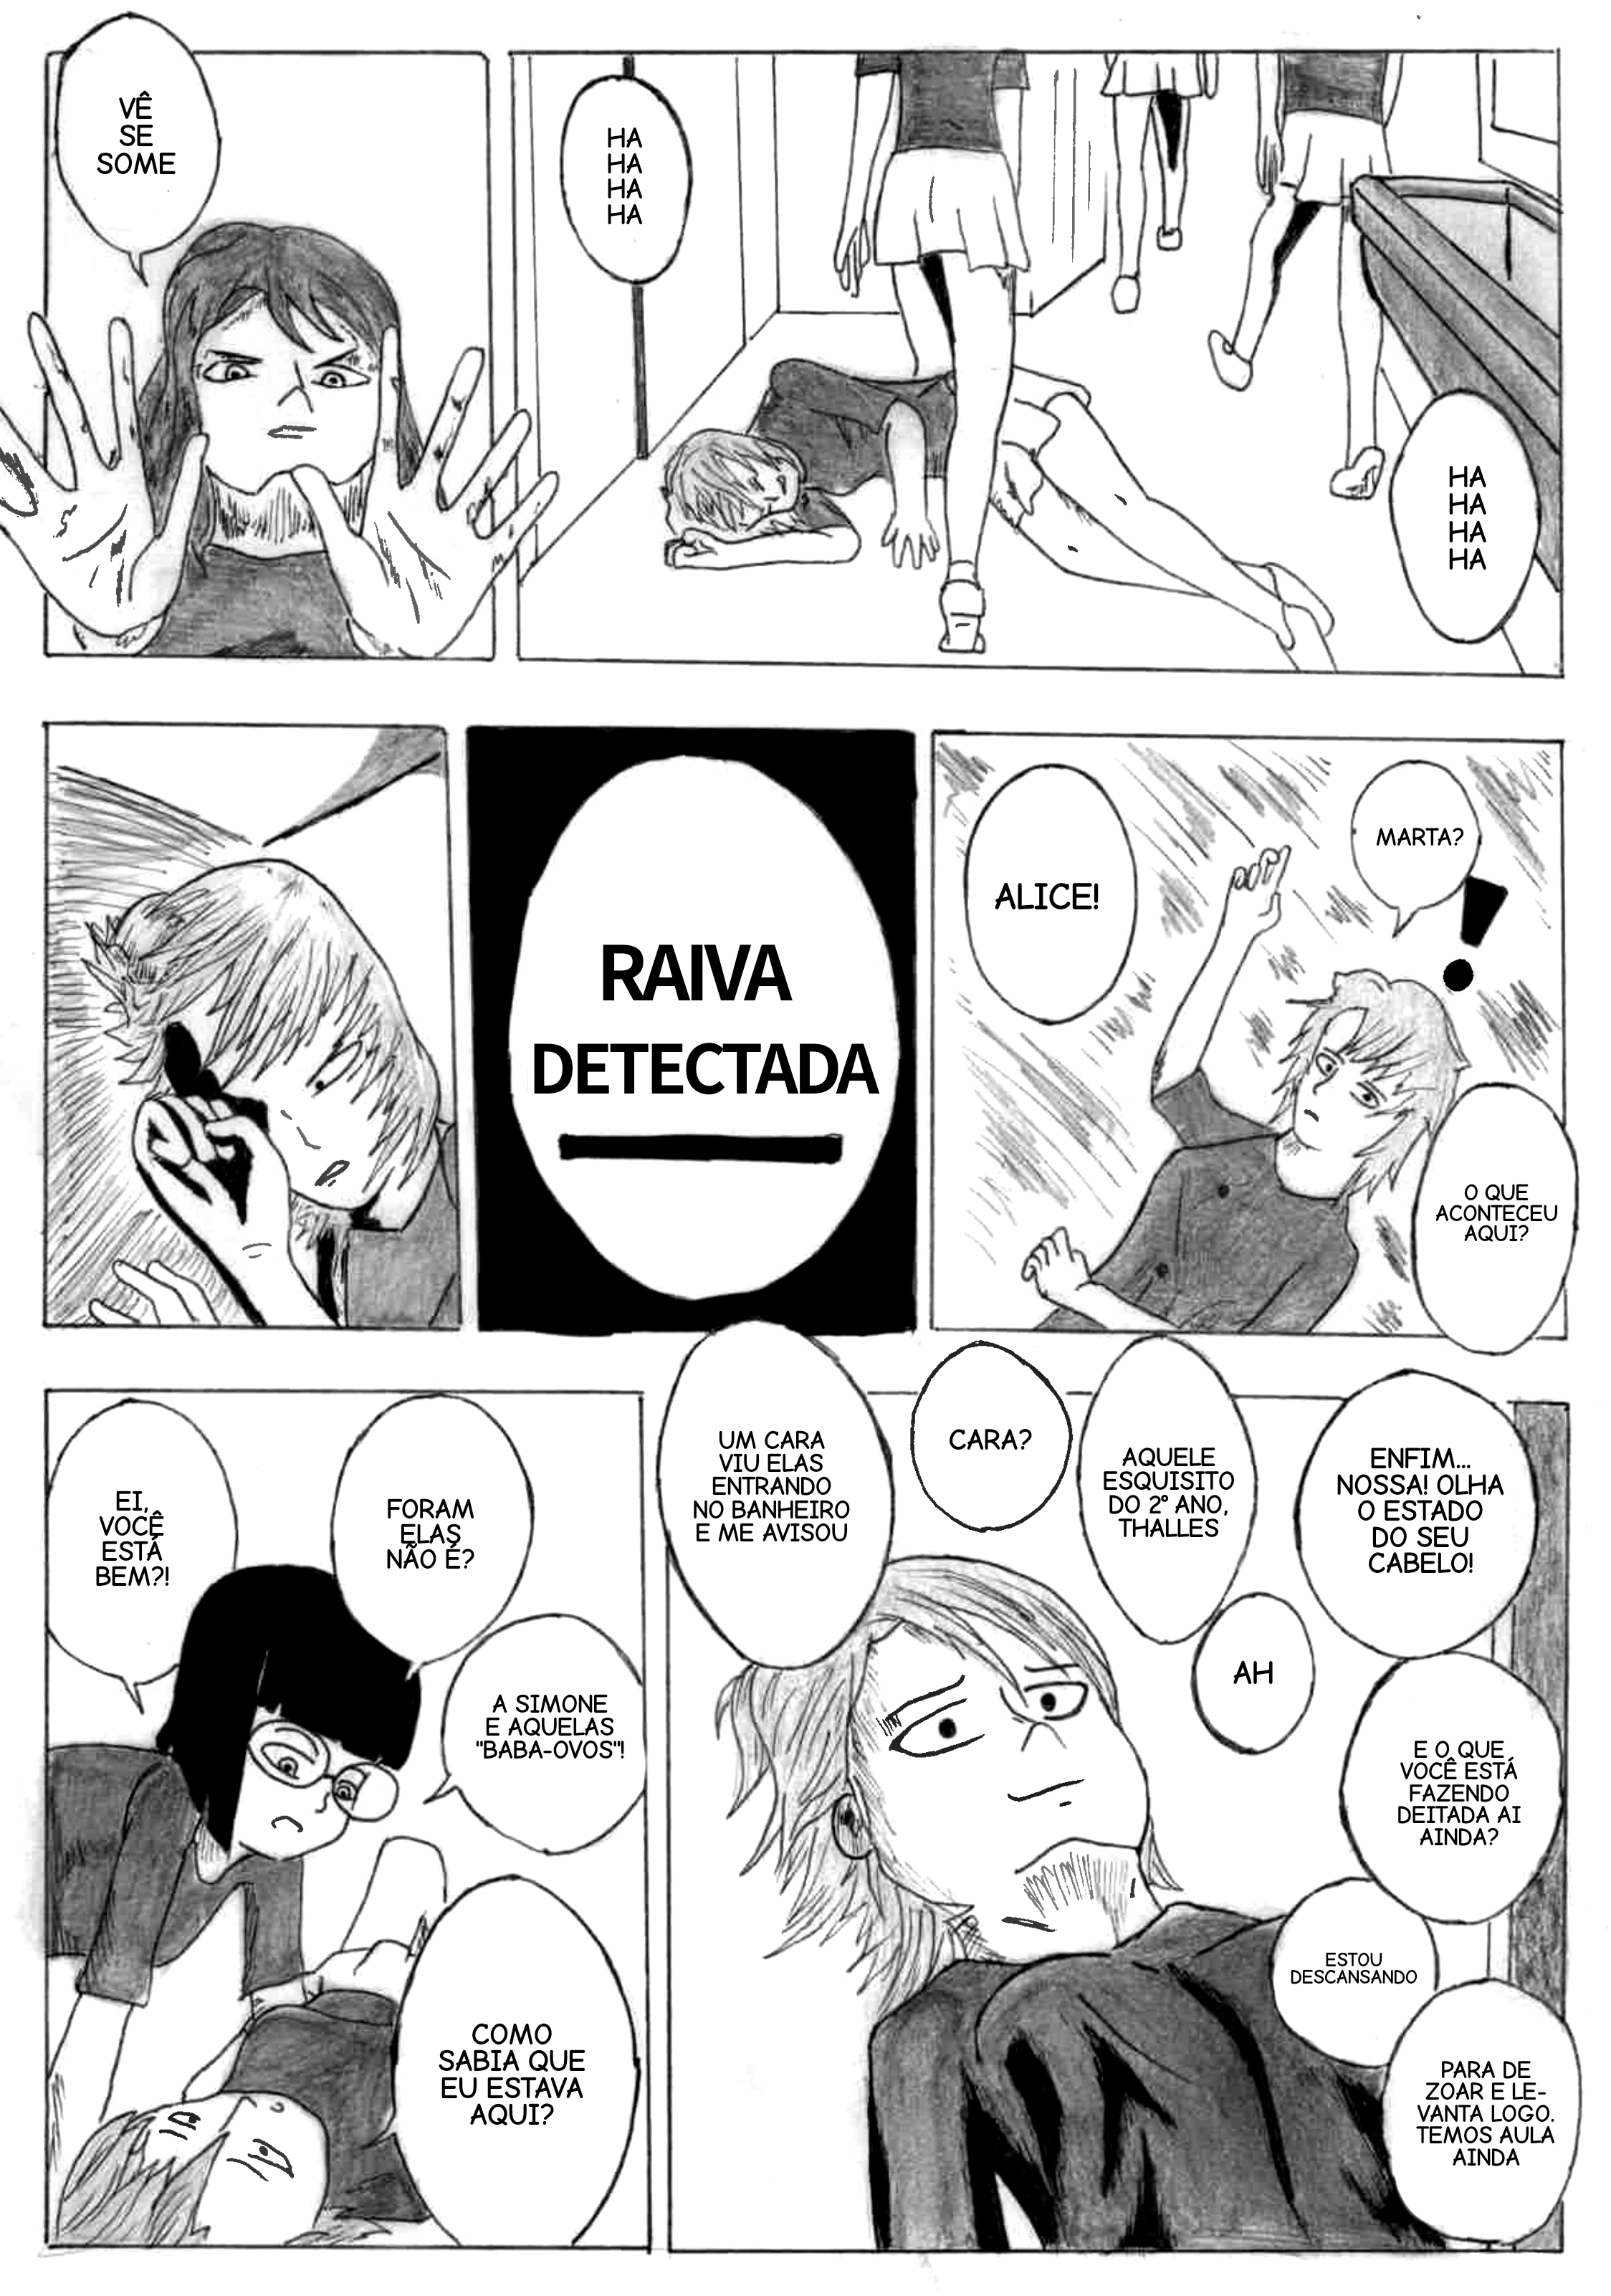 VÊ
SE
SOME
HA
HA
HA
HA
HA
HA
HA
HA
RAIVA
DETECTADA
ALICE!
MARTA?
O QUE
ACONTECEU
AQUI?
EI,
VOCÊ
ESTÁ
BEM?!
FORAM
ELAS
NÃO É?
A SIMONE
E AQUELAS
"BABA-OVOS"!
COMO
SABIA QUE
EU ESTAVA
AQUI?
UM CARA
VIU ELAS
ENTRANDO
NO BANHEIRO
E ME AVISOU
CARA?
AQUELE
ESQUISITO
DO 2° ANO,
THALLES
AH
ENFIM...
NOSSA! OLHA
O ESTADO
DO SEU
CABELO!
E O QUE
VOCÊ ESTÁ
FAZENDO
DEITADA AI
AINDA?
ESTOU
DESCANSANDO
PARA DE
ZOAR E LE-
VANTA LOGO.
TEMOS AULA
AINDA